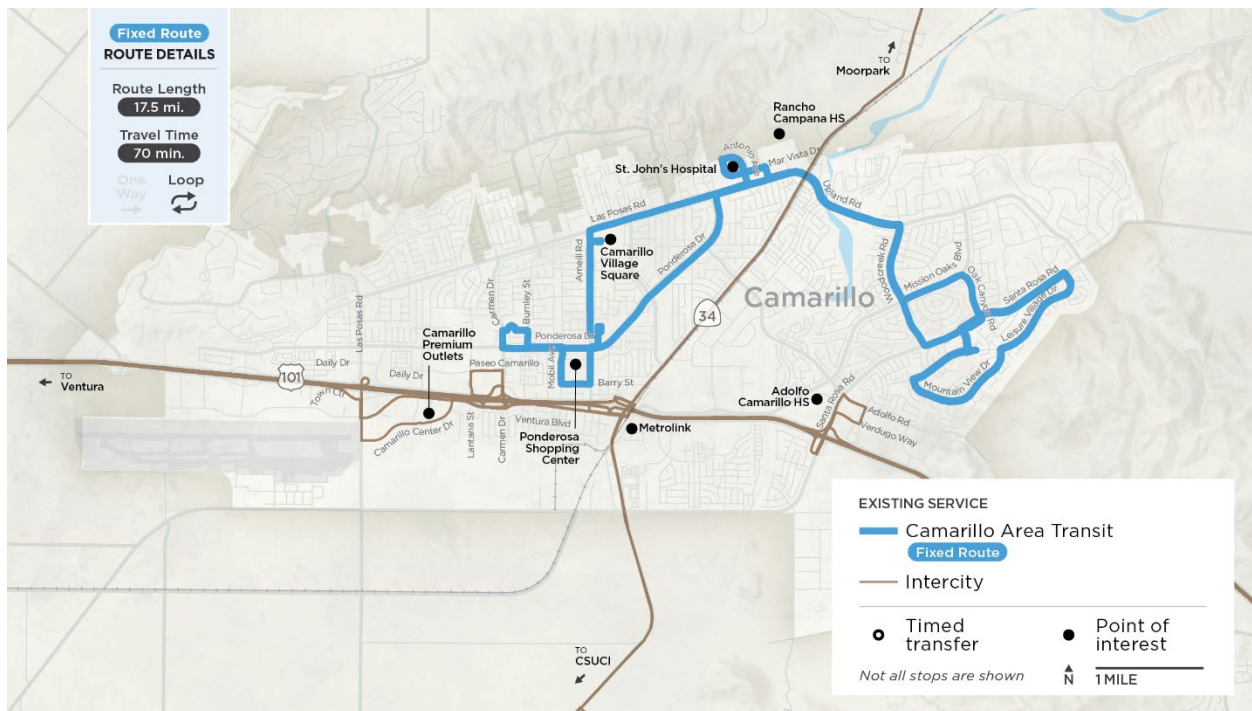 Fixed Route
ROUTE DETAILS
Route Length
17.5 mi.
Travel Time
70 min.
One
Way
Loop
TO
Moorpark
Rancho
Campana HS
Antonio Ave
Mar Vista Dr
St. John's Hospital
Upland Rd
Las Posas Rd
Ponderosa Dr
Arneill Rd
Camarillo
Village
Square
Woodcreek Rd
Mission Oaks Blvd
Oak Canyon Rd
Santa Rosa Rd
Leisure Village Dr
Mountain View Dr
Camarillo
34
Carmen Dr
Burnley St
Las Posas Rd
Camarillo
Premium
Outlets
Ponderosa Dr
Paseo Camarillo
Mobil Ave
Daily Dr
Daily Dr
101
TO
Ventura
Town Ctr
Barry St
Adolfo
Camarillo HS
Santa Rosa Rd
Adolfo Rd
Verdugo Way
Camarillo Center Dr
Lantana St
Carmen Dr
Ventura Blvd
Metrolink
Ponderosa
Shopping
Center
TO
CSUCI
EXISTING SERVICE
Camarillo Area Transit
Fixed Route
Intercity
Timed
transfer
Point of
interest
Not all stops are shown
N
1 MILE